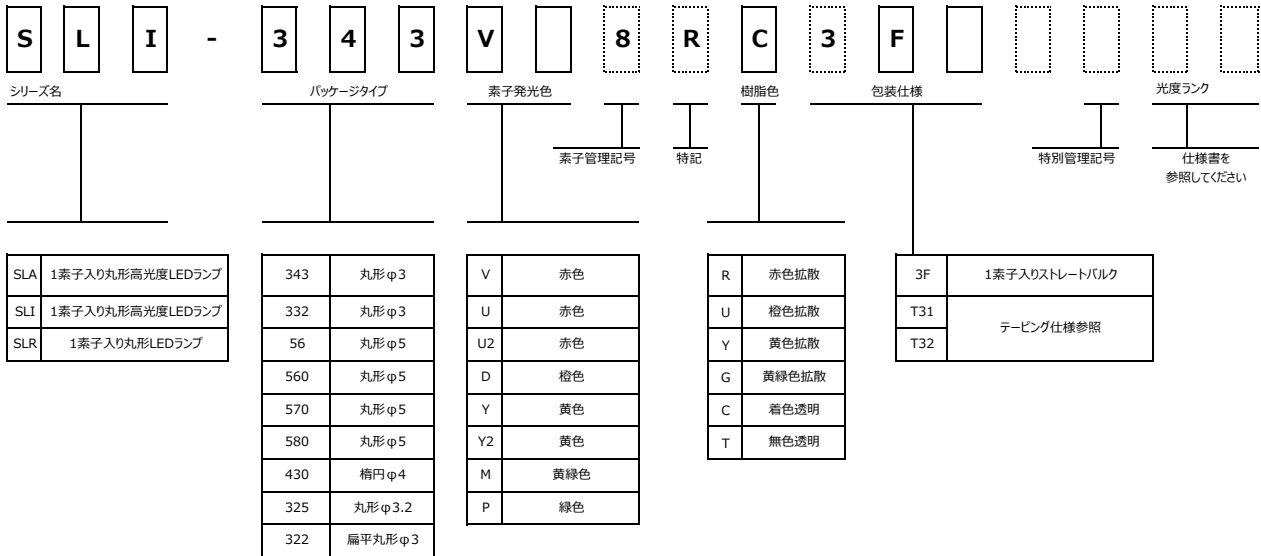 S L I - 3 4 3 V 8 R C 3 F
シリーズ名 パッケージタイプ 素子発光色 樹脂色 包装仕様 光度ランク
素子管理記号 特記 特別管理記号 仕様書を
参照してください
SLA 1素子入り丸形高光度LEDランプ
SLI 1素子入り丸形高光度LEDランプ
SLR 1素子入り丸形LEDランプ
343 丸形φ3
332 丸形φ3
56 丸形φ5
560 丸形φ5
570 丸形φ5
580 丸形φ5
430 楕円φ4
325 丸形φ3.2
322 扁平丸形φ3
V 赤色
U 赤色
U2 赤色
D 橙色
Y 黄色
Y2 黄色
M 黄緑色
P 緑色
R 赤色拡散
U 橙色拡散
Y 黄色拡散
G 黄緑色拡散
C 着色透明
T 無色透明
3F 1素子入りストレートバルク
T31 テーピング仕様参照
T32